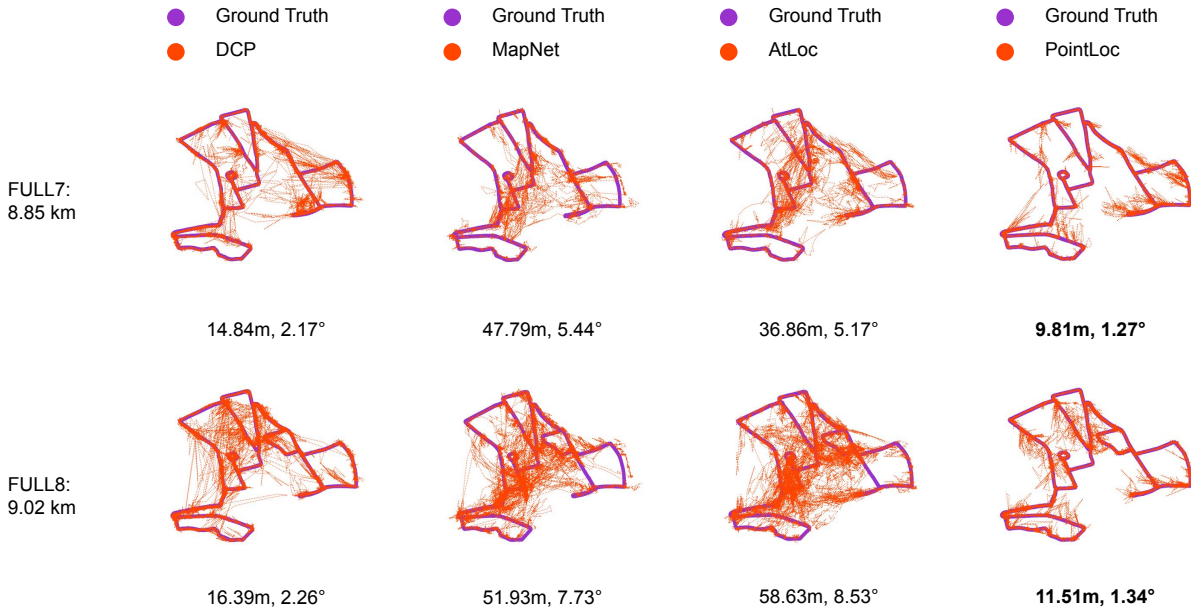 Ground Truth
DCP
Ground Truth
MapNet
Ground Truth
AtLoc
Ground Truth
PointLoc
FULL7:
8.85 km
14.84m, 2.17°
47.79m, 5.44°
36.86m, 5.17°
9.81m, 1.27°
FULL8:
9.02 km
16.39m, 2.26°
51.93m, 7.73°
58.63m, 8.53°
11.51m, 1.34°